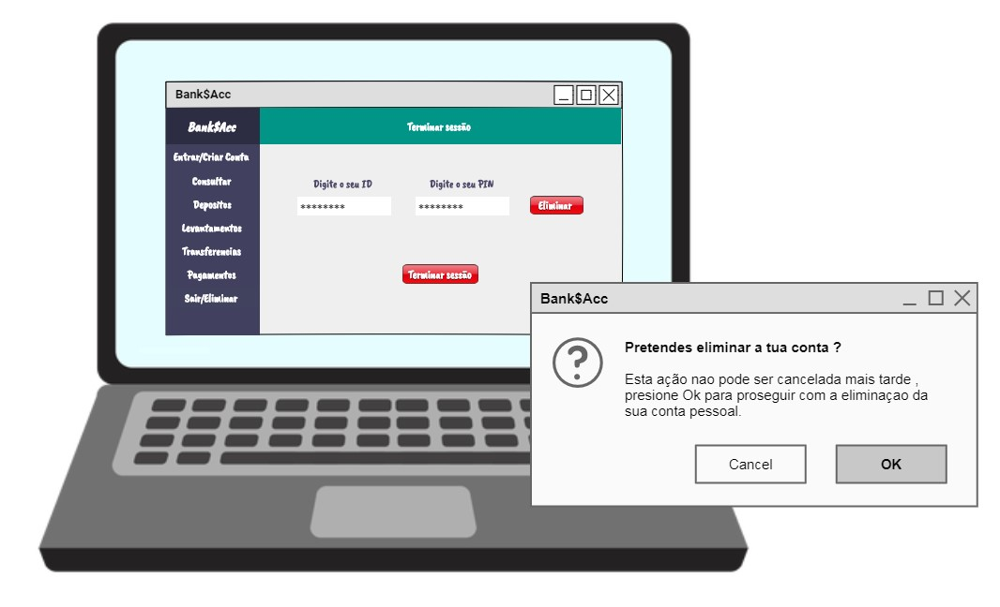 Bank$Acc
Bank$Acc
Terminar sessão
Entrar/Criar Conta
Consultar
Depositos
Levantamentos
Transferencias
Pagamentos
Sair/Eliminar
Digite o seu ID
Digite o seu PIN
********
********
Eliminar
Terminar sessão
Bank$Acc
?
Pretendes eliminar a tua conta ?
Esta ação nao pode ser cancelada mais tarde ,
presione Ok para proseguir com a eliminaçao da
sua conta pessoal.
Cancel
OK